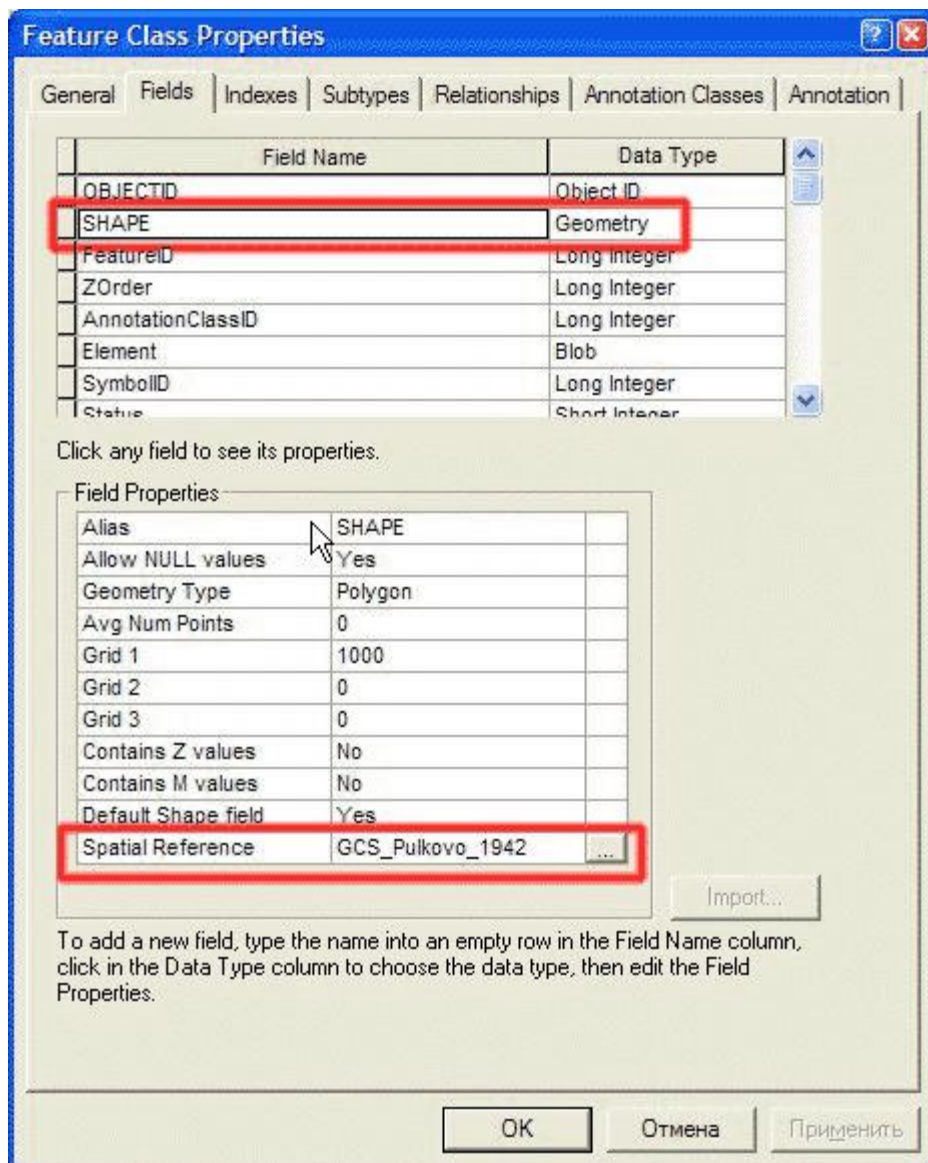 Feature Class Properties
General Fields Indexes Subtypes Relationships Annotation Classes Annotation
Field Name Data Type
OBJECTID Object ID
SHAPE Geometry
FeatureID Long Integer
ZOrder Long Integer
AnnotationClassID Long Integer
Element Blob
SymbolID Long Integer
Status Short Integer
Click any field to see its properties.
Field Properties
Alias SHAPE
Allow NULL values Yes
Geometry Type Polygon
Avg Num Points 0
Grid 1 1000
Grid 2 0
Grid 3 0
Contains Z values No
Contains M values No
Default Shape field Yes
Spatial Reference GCS_Pulkovo_1942 ...
Import...
To add a new field, type the name into an empty row in the Field Name column,
click in the Data Type column to choose the data type, then edit the Field
Properties.
OK Отмена Применить